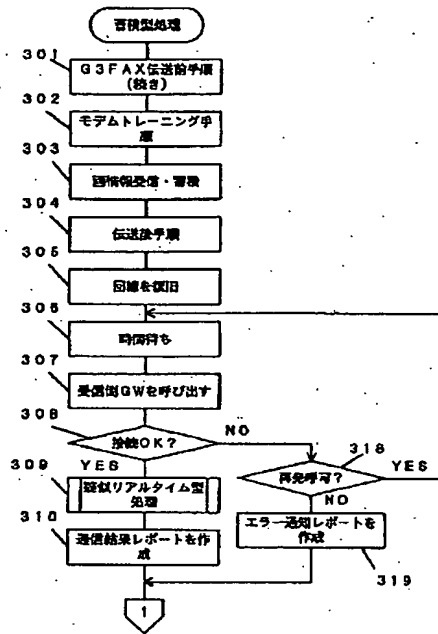 蓄積型処理
301
G3FAX伝送前手順
(続き)
302
モデムトレーニング手
順
303
画情報受信・蓄積
304
伝送後手順
305
回線を復旧
306
時間待ち
307
受信側GWを呼び出す
308
接続OK?
NO
YES
318
再発呼可?
YES
NO
309
疑似リアルタイム型
処理
310
通信結果レポートを作
成
エラー通知レポートを
作成
319
1